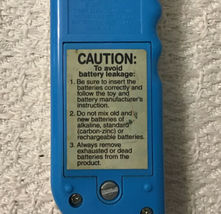 CAUTION:
To avoid
battery leakage:
1. Be sure to insert the
batteries correctly and
follow the toy and
battery manufacturer's
instruction.
2. Do not mix old and
new batteries of
alkaline, standard
(carbon-zinc) or
rechargeable batteries.
3. Always remove
exhausted or dead
batteries from the
product.